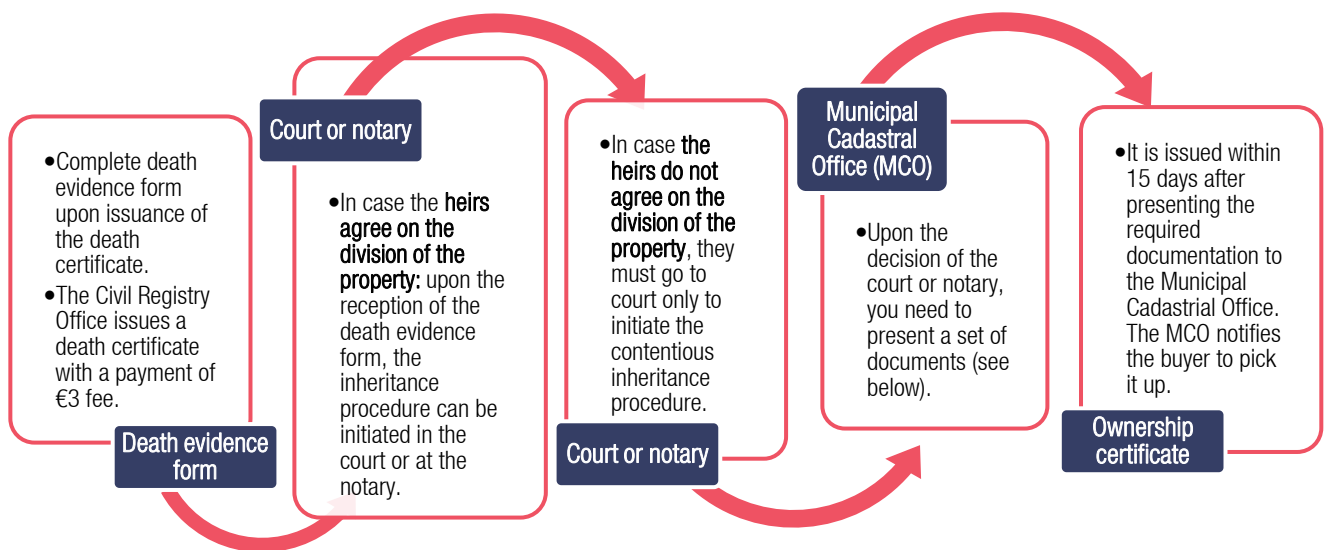 •Complete death
evidence form
upon issuance of
the death
certificate.
•The Civil Registry
Office issues a
death certificate
with a payment of
€3 fee.
Death evidence
form
Court or notary
•In case the heirs
agree on the
division of the
property: upon the
reception of the
death evidence
form, the
inheritance
procedure can be
initiated in the
court or at the
notary.
•In case the
heirs do not
agree on the
division of the
property, they
must go to
court only to
initiate the
contentious
inheritance
procedure.
Court or notary
Municipal
Cadastral
Office (MCO)
•Upon the
decision of the
court or notary,
you need to
present a set of
documents (see
below).
•It is issued within
15 days after
presenting the
required
documentation to
the Municipal
Cadastrial Office.
The MCO notifies
the buyer to pick
it up.
Ownership
certificate